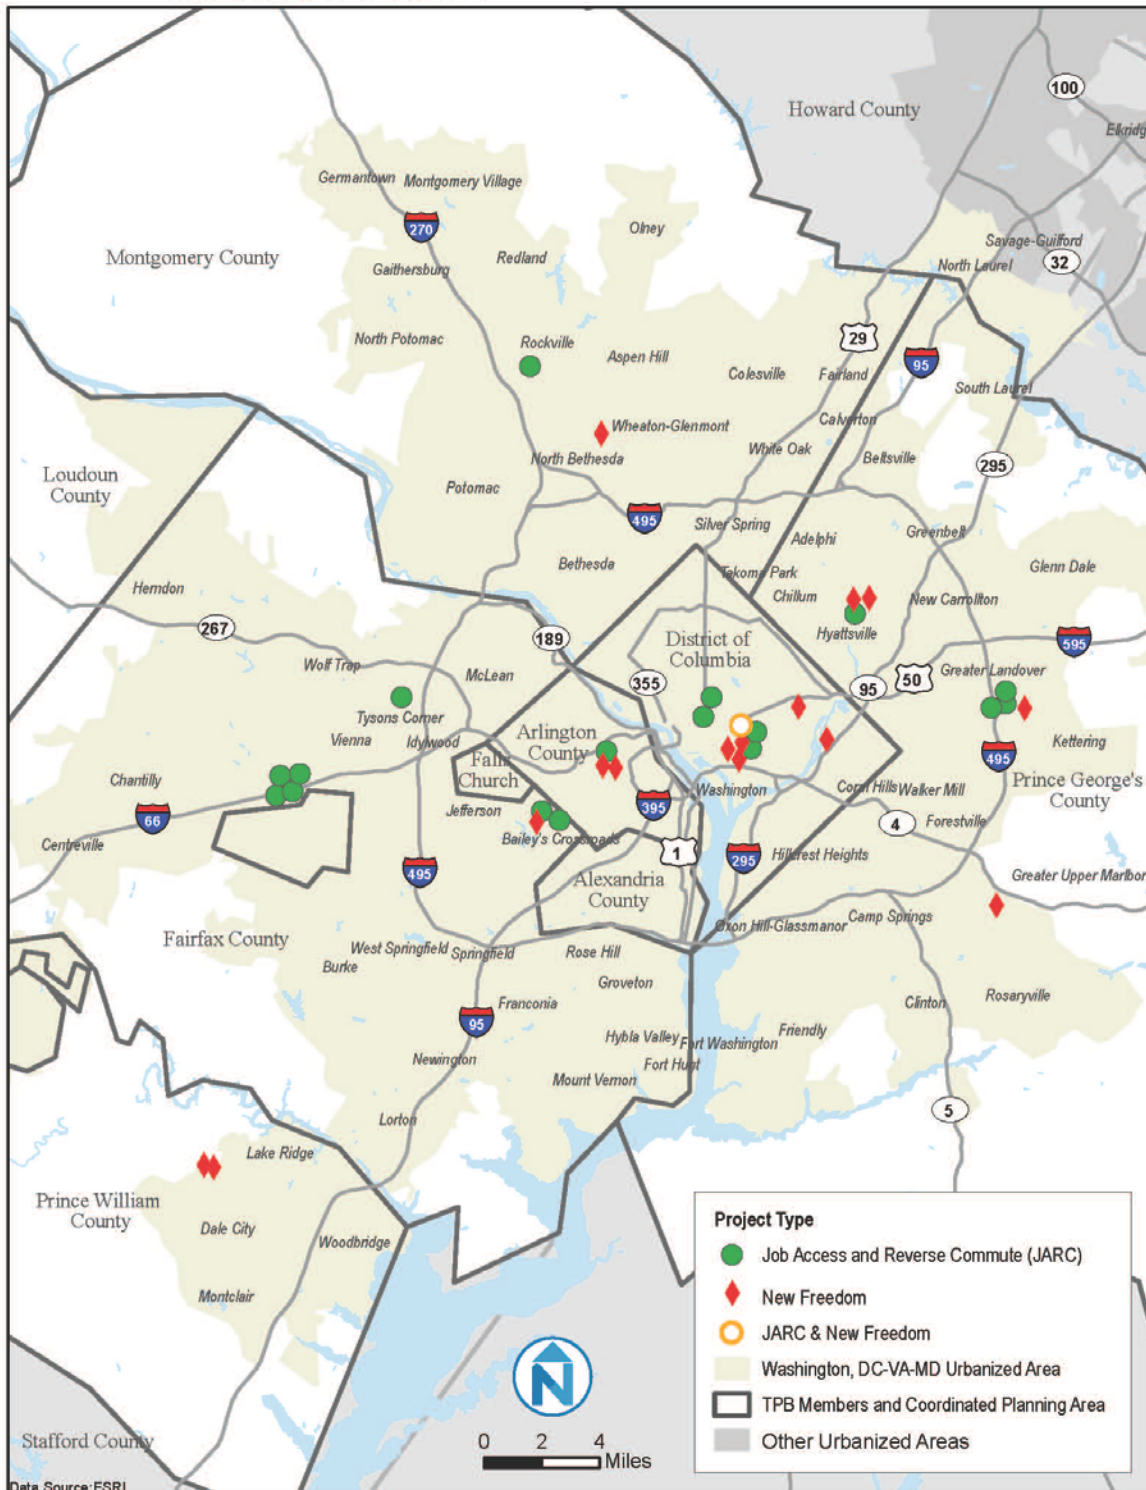 100
Howard County
Elkridg
Germantown
Montgomery Village
Olney
270
Savage-Guilford
Redland
Montgomery County
32
North Laurel
Gaithersburg
North Potomac
Rockville
29
Aspen Hill
95
Colesville
Fairland
South Laurel
Calverton
Wheaton-Glenmont
White Oak
North Bethesda
Beltsville
295
Loudoun
County
Potomac
495
Silver Spring
Greenbelt
Adelphi
Bethesda
Takoma Park
Glenn Dale
Herndon
Chillum
New Carrollton
267
189
Hyattsville
District of
Columbia
595
Wolf Trap
McLean
355
95
50
Greater Landover
Tysons Corner
Vienna
Idylwood
Arlington
County
Kettering
495
Falls
Church
Chantilly
Washington
Coral Hills
Walker Mill
Prince George's
County
66
Jefferson
395
Forestville
4
Centreville
Bailey's Crossroads
1
295
Hillcrest Heights
495
Alexandria
County
Greater Upper Marlbor
Camp Springs
Oxon Hill-Glassmanor
Fairfax County
West Springfield
Springfield
Rose Hill
Burke
Groveton
Rosaryville
Franconia
Clinton
95
Friendly
Hybla Valley
Fort Washington
Newington
Fort Hunt
Mount Vernon
Lorton
5
Lake Ridge
Prince William
County
Dale City
Woodbridge
Montclair
Project Type
Job Access and Reverse Commute (JARC)
New Freedom
JARC & New Freedom
Washington, DC-VA-MD Urbanized Area
TPB Members and Coordinated Planning Area
Other Urbanized Areas
N
0 2 4
Miles
Stafford County
Data Source:ESRI